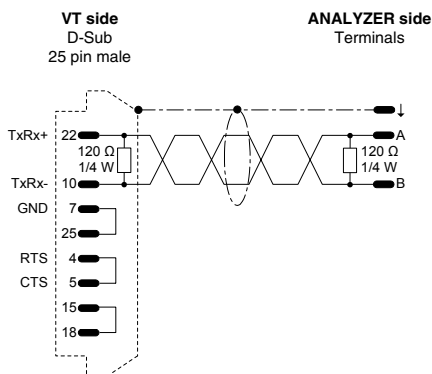 VT side
D-Sub
25 pin male
ANALYZER side
Terminals
↓
TxRx+ 22
A
120 Ω
1/4 W
120 Ω
1/4 W
TxRx- 10
B
GND 7
25
RTS 4
CTS 5
15
18